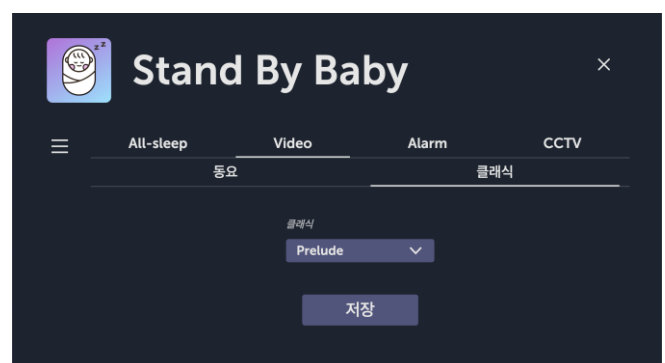 zz
Stand By Baby
All-sleep Video Alarm CCTV
동요 클래식
클래식
Prelude
저장